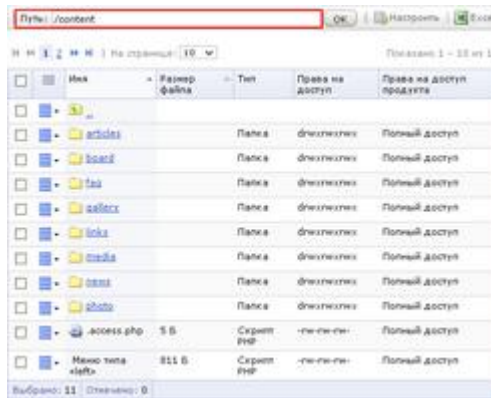 Путь: /content OK | Настроить | Excel
1 2 | На странице: 10 Показано 1 - 10 из 1
Имя Размер файла Тип Права на доступ Права на доступ продукта
..
articles Папка drwxrwxrwx Полный доступ
board Папка drwxrwxrwx Полный доступ
faq Папка drwxrwxrwx Полный доступ
gallery Папка drwxrwxrwx Полный доступ
links Папка drwxrwxrwx Полный доступ
media Папка drwxrwxrwx Полный доступ
news Папка drwxrwxrwx Полный доступ
photo Папка drwxrwxrwx Полный доступ
.access.php 5 Б Скрипт PHP -rw-rw-rw- Полный доступ
Меню типа «left» 811 Б Скрипт PHP -rw-rw-rw- Полный доступ
Выбрано: 11 Отмечено: 0